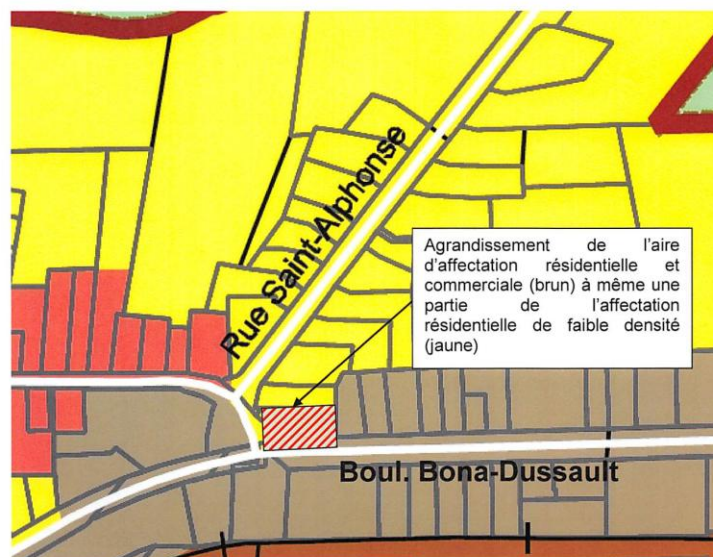 Rue Saint-Alphonse
Agrandissement de l'aire
d'affectation résidentielle et
commerciale (brun) à même une
partie de l'affectation
résidentielle de faible densité
(jaune)
Boul. Bona-Dussault